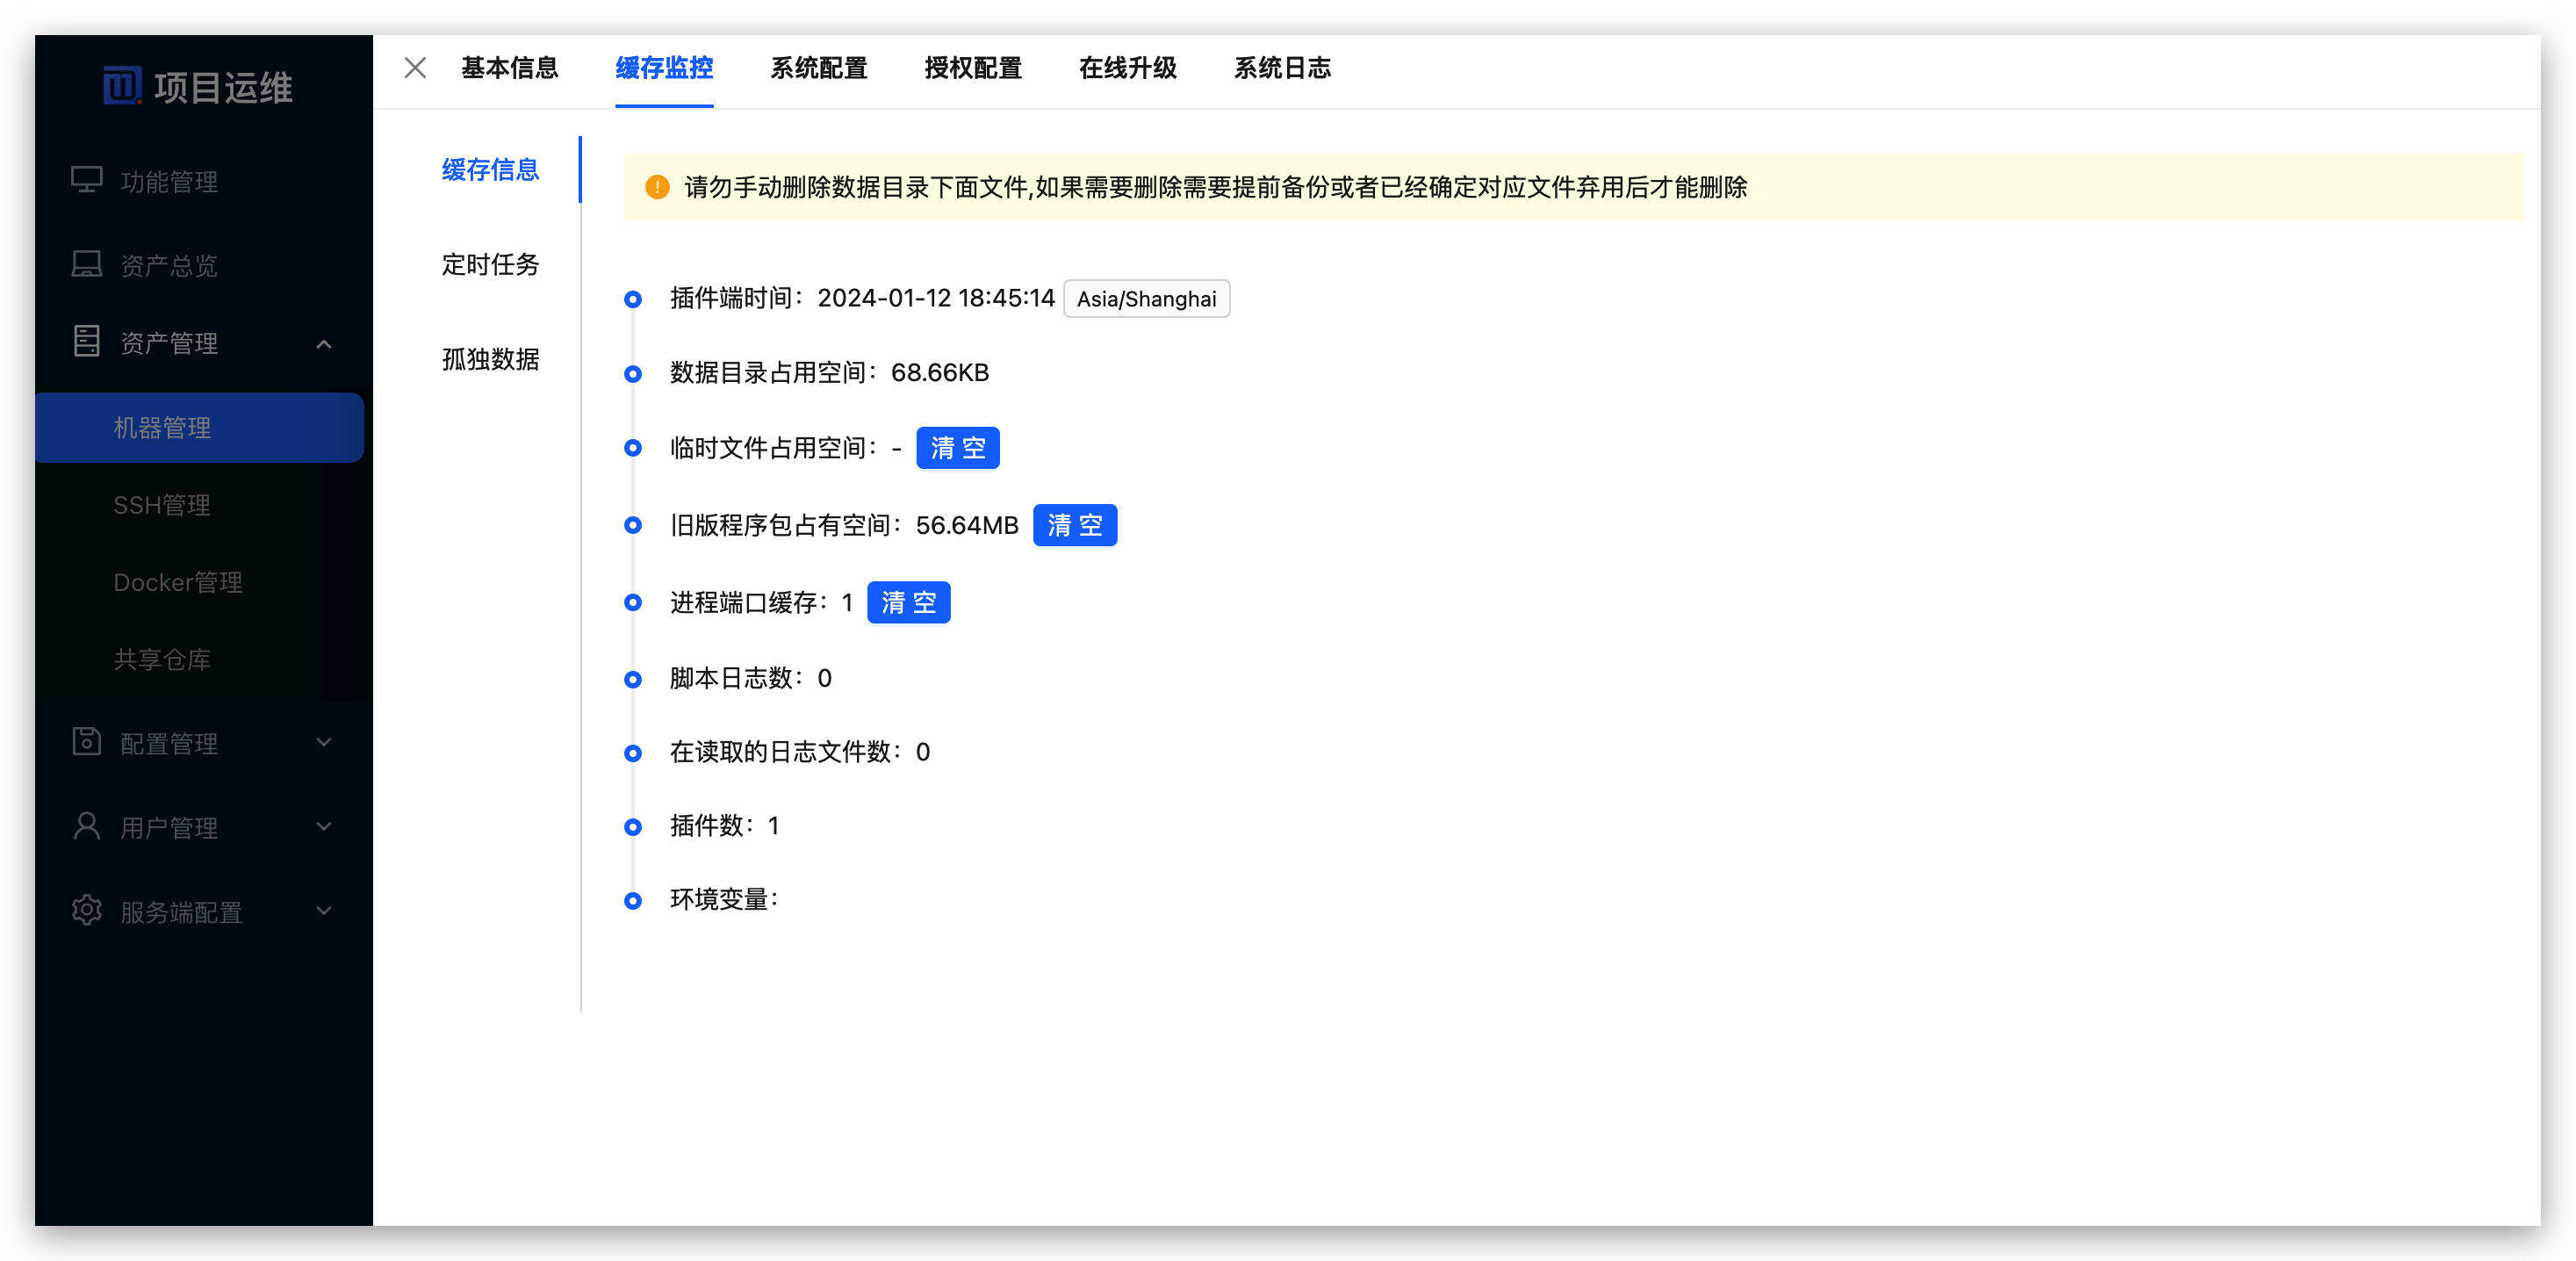 项目运维
功能管理
资产总览
资产管理
机器管理
SSH管理
Docker管理
共享仓库
配置管理
用户管理
服务端配置
基本信息 缓存监控 系统配置 授权配置 在线升级 系统日志
缓存信息
定时任务
孤独数据
请勿手动删除数据目录下面文件,如果需要删除需要提前备份或者已经确定对应文件弃用后才能删除
插件端时间：2024-01-12 18:45:14 Asia/Shanghai
数据目录占用空间：68.66KB
临时文件占用空间：- 清 空
旧版程序包占有空间：56.64MB 清 空
进程端口缓存：1 清 空
脚本日志数：0
在读取的日志文件数：0
插件数：1
环境变量：